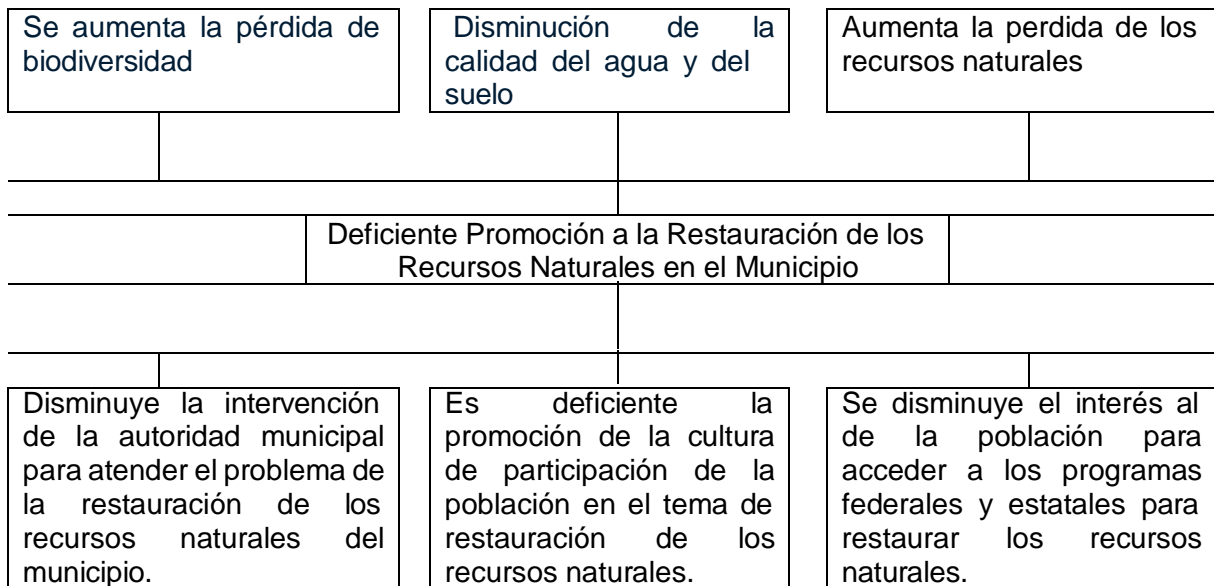 Se aumenta la pérdida de
biodiversidad
Disminución de la
calidad del agua y del
suelo
Aumenta la perdida de los
recursos naturales
Deficiente Promoción a la Restauración de los
Recursos Naturales en el Municipio
Disminuye la intervención
de la autoridad municipal
para atender el problema de
la restauración de los
recursos naturales del
municipio.
Es deficiente la
promoción de la cultura
de participación de la
población en el tema de
restauración de los
recursos naturales.
Se disminuye el interés al
de la población para
acceder a los programas
federales y estatales para
restaurar los recursos
naturales.